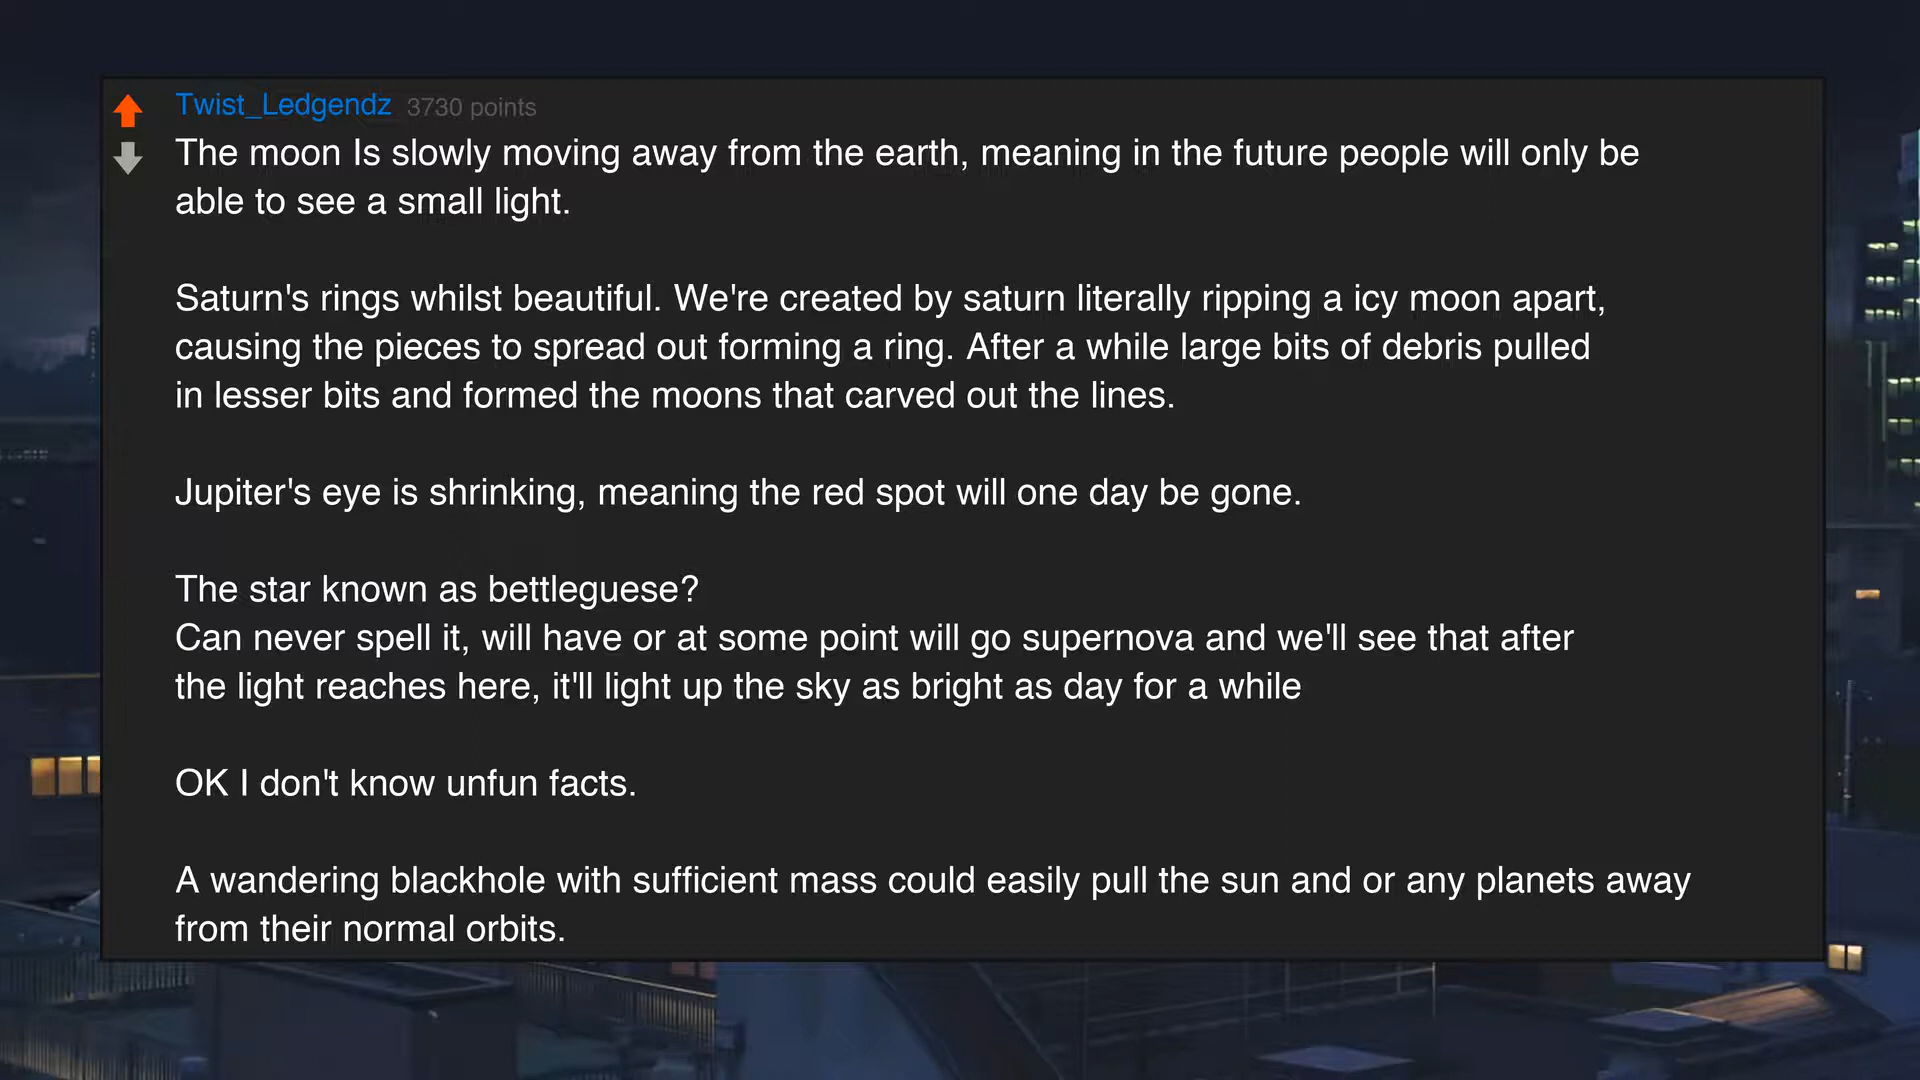 Twist_Ledgendz 3730 points
The moon Is slowly moving away from the earth, meaning in the future people will only be
able to see a small light.
Saturn's rings whilst beautiful. We're created by saturn literally ripping a icy moon apart,
causing the pieces to spread out forming a ring. After a while large bits of debris pulled
in lesser bits and formed the moons that carved out the lines.
Jupiter's eye is shrinking, meaning the red spot will one day be gone.
The star known as bettleguese?
Can never spell it, will have or at some point will go supernova and we'll see that after
the light reaches here, it'll light up the sky as bright as day for a while
OK I don't know unfun facts.
A wandering blackhole with sufficient mass could easily pull the sun and or any planets away
from their normal orbits.